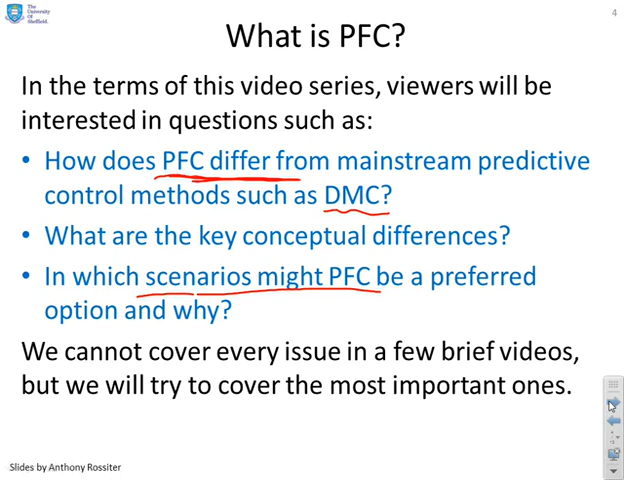 The
University
Of
Sheffield.
4
What is PFC?
In the terms of this video series, viewers will be
interested in questions such as:
• How does PFC differ from mainstream predictive
control methods such as DMC?
• What are the key conceptual differences?
• In which scenarios might PFC be a preferred
option and why?
We cannot cover every issue in a few brief videos,
but we will try to cover the most important ones.
Slides by Anthony Rossiter